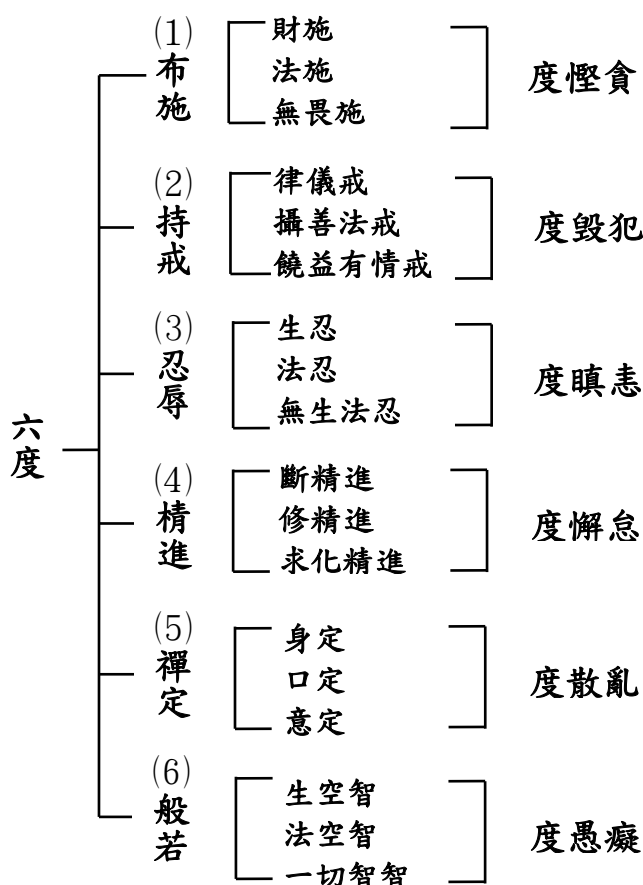 六度
(1)布施
財施
法施
無畏施
度慳貪
(2)持戒
律儀戒
攝善法戒
饒益有情戒
度毀犯
(3)忍辱
生忍
法忍
無生法忍
度瞋恚
(4)精進
斷精進
修精進
求化精進
度懈怠
(5)禪定
身定
口定
意定
度散亂
(6)般若
生空智
法空智
一切智智
度愚癡